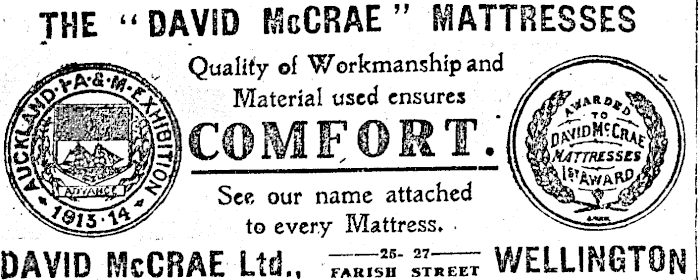 THE "DAVID McCRAE" MATTRESSES
AUCKLAND·I·A·&·M·EXHIBITION
ADVANCE
1913·14
Quality of Workmanship and
Material used ensures
COMFORT.
See our name attached
to every Mattress.
AWARDED
TO
DAVID McCRAE
MATTRESSES
1ST AWARD
DAVID McCRAE Ltd., 25- 27 FARISH STREET WELLINGTON